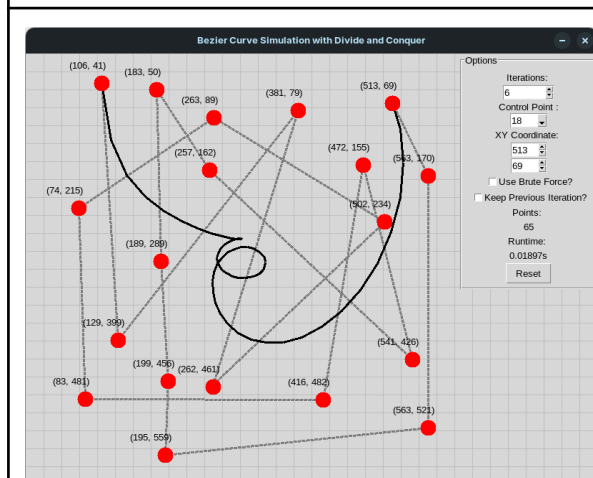 Bezier Curve Simulation with Divide and Conquer
(106, 41)
(183, 50)
(263, 89)
(381, 79)
(513, 69)
(257, 162)
(472, 155)
(563, 170)
(74, 215)
(502, 234)
(189, 289)
(129, 399)
(541, 426)
(199, 456)
(262, 461)
(83, 481)
(416, 482)
(563, 521)
(195, 559)
Options
Iterations:
6
Control Point :
18
XY Coordinate:
513
69
Use Brute Force?
Keep Previous Iteration?
Points:
65
Runtime:
0.01897s
Reset